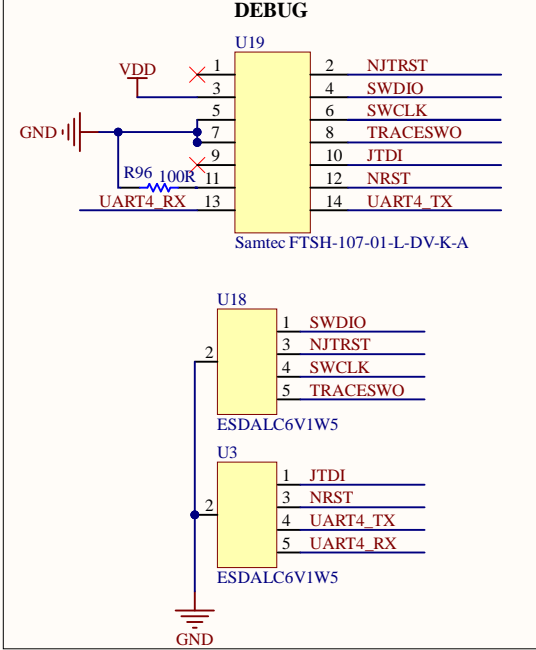 DEBUG
U19
1 2 NJTRST
VDD 3 4 SWDIO
5 6 SWCLK
GND 7 8 TRACESWO
9 10 JTDI
R96 100R 11 12 NRST
UART4_RX 13 14 UART4_TX
Samtec FTSH-107-01-L-DV-K-A
U18
1 SWDIO
2 3 NJTRST
4 SWCLK
5 TRACESWO
ESDALC6V1W5
U3
1 JTDI
2 3 NRST
4 UART4_TX
5 UART4_RX
ESDALC6V1W5
GND